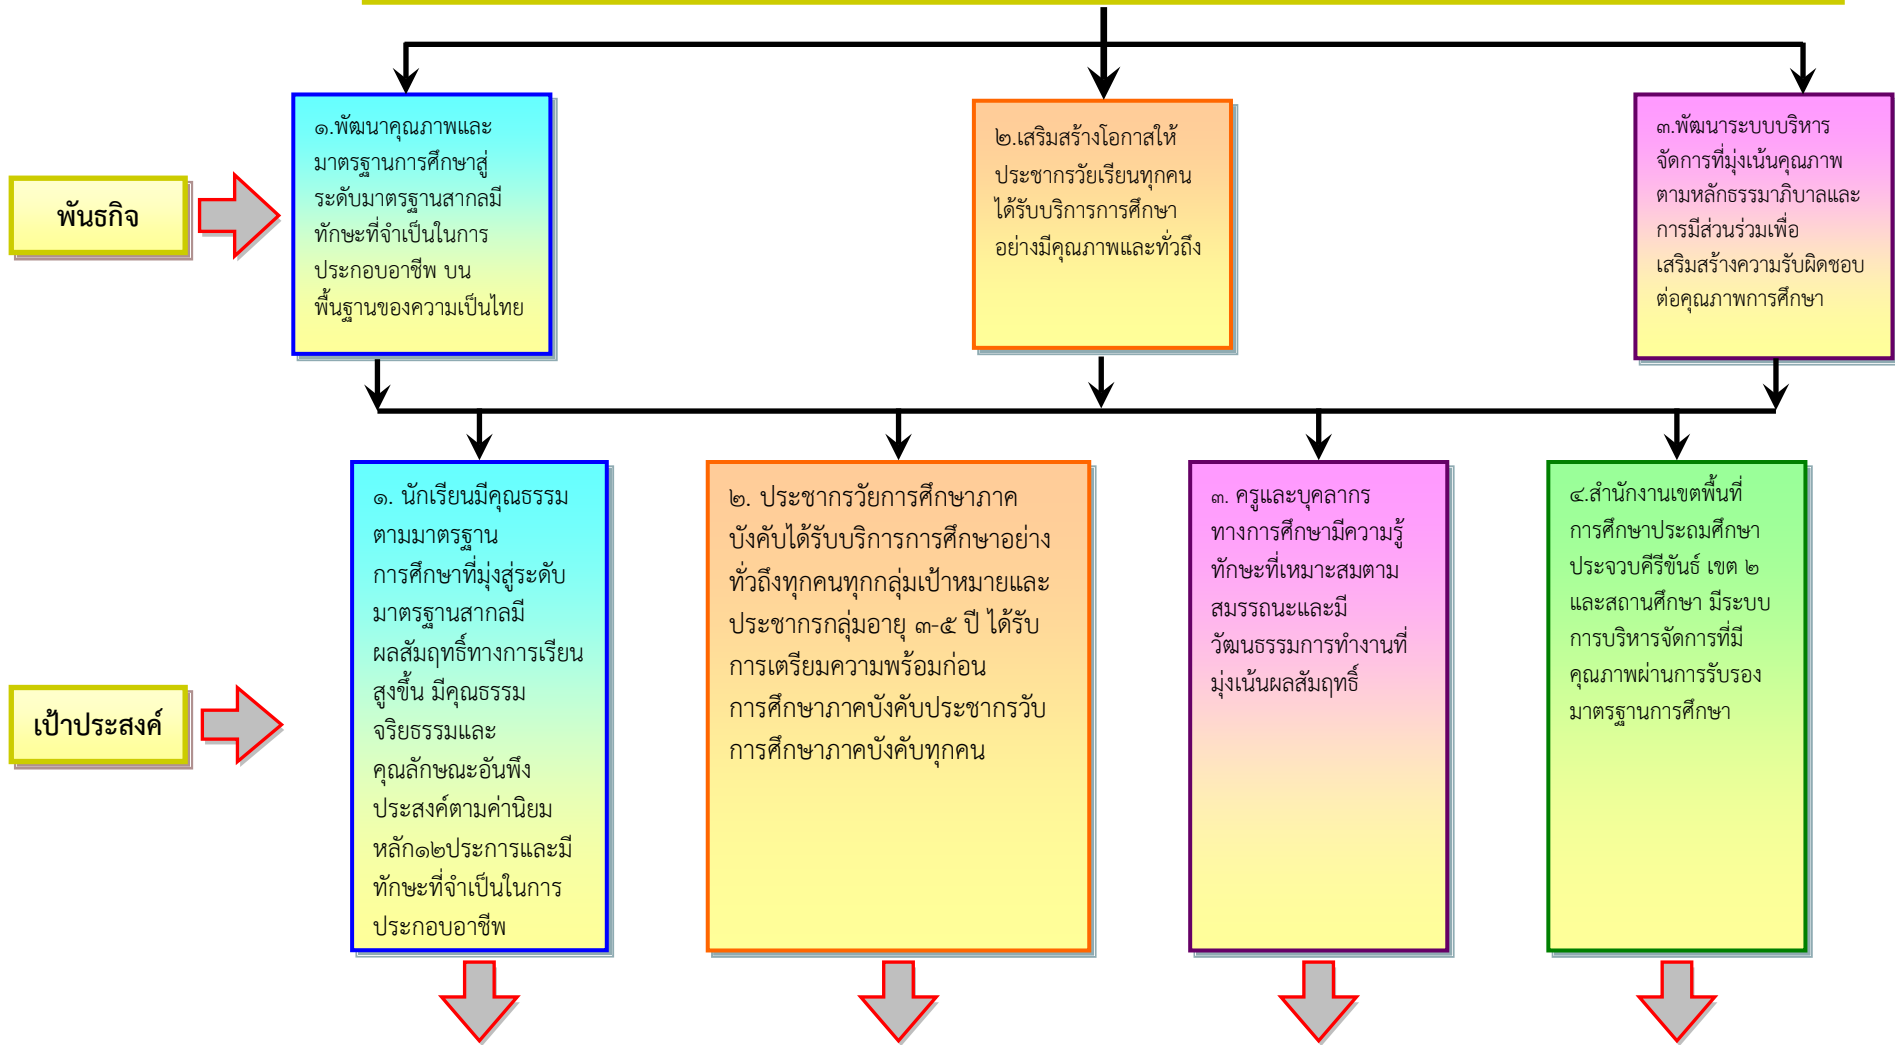 พันธกิจ
๑.พัฒนาคุณภาพและ
มาตรฐานการศึกษาสู่
ระดับมาตรฐานสากลมี
ทักษะที่จำเป็นในการ
ประกอบอาชีพ บน
พื้นฐานของความเป็นไทย
๒.เสริมสร้างโอกาสให้
ประชากรวัยเรียนทุกคน
ได้รับบริการการศึกษา
อย่างมีคุณภาพและทั่วถึง
๓.พัฒนาระบบบริหาร
จัดการที่มุ่งเน้นคุณภาพ
ตามหลักธรรมาภิบาลและ
การมีส่วนร่วมเพื่อ
เสริมสร้างความรับผิดชอบ
ต่อคุณภาพการศึกษา
เป้าประสงค์
๑. นักเรียนมีคุณธรรม
ตามมาตรฐาน
การศึกษาที่มุ่งสู่ระดับ
มาตรฐานสากลมี
ผลสัมฤทธิ์ทางการเรียน
สูงขึ้น มีคุณธรรม
จริยธรรมและ
คุณลักษณะอันพึง
ประสงค์ตามค่านิยม
หลัก๑๒ประการและมี
ทักษะที่จำเป็นในการ
ประกอบอาชีพ
๒. ประชากรวัยการศึกษาภาค
บังคับได้รับบริการการศึกษาอย่าง
ทั่วถึงทุกคนทุกกลุ่มเป้าหมายและ
ประชากรกลุ่มอายุ ๓-๕ ปี ได้รับ
การเตรียมความพร้อมก่อน
การศึกษาภาคบังคับประชากรวับ
การศึกษาภาคบังคับทุกคน
๓. ครูและบุคลากร
ทางการศึกษามีความรู้
ทักษะที่เหมาะสมตาม
สมรรถนะและมี
วัฒนธรรมการทำงานที่
มุ่งเน้นผลสัมฤทธิ์
๔.สำนักงานเขตพื้นที่
การศึกษาประถมศึกษา
ประจวบคีรีขันธ์ เขต ๒
และสถานศึกษา มีระบบ
การบริหารจัดการที่มี
คุณภาพผ่านการรับรอง
มาตรฐานการศึกษา